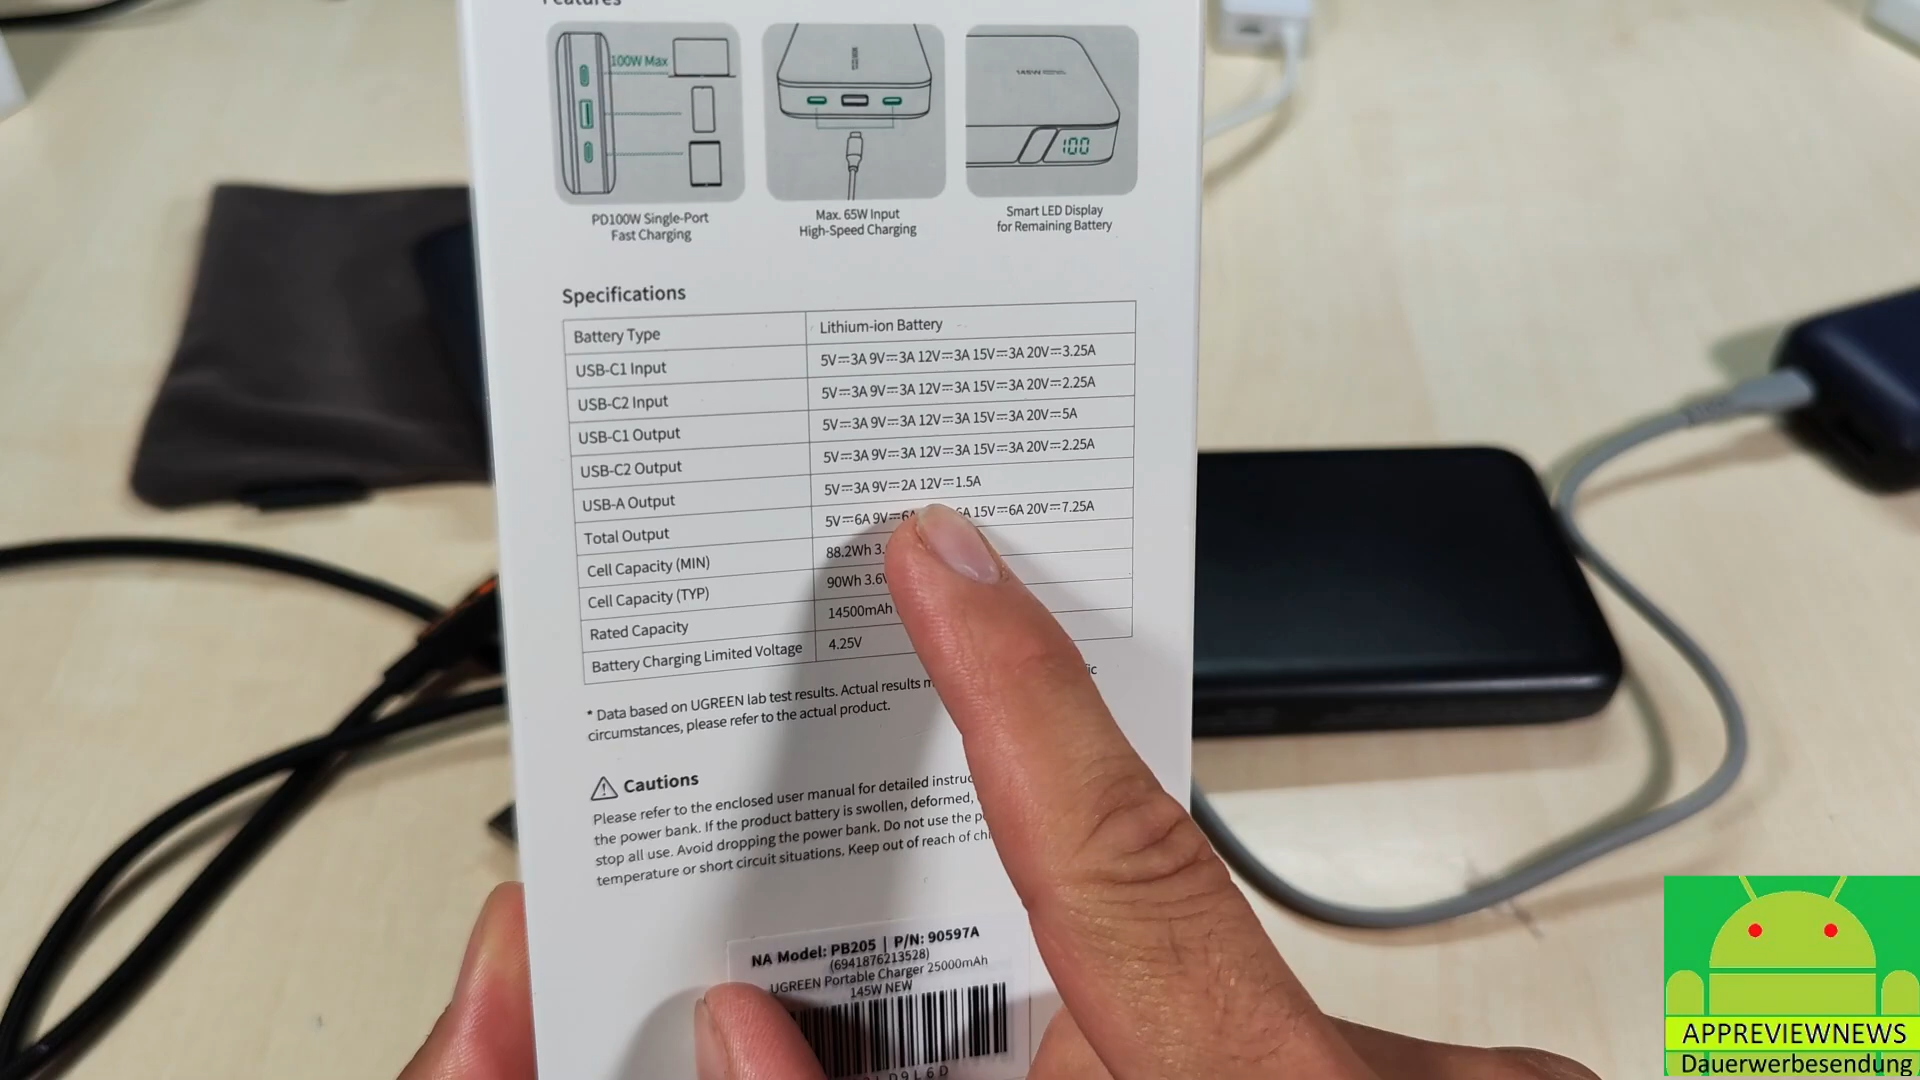 Features
100W Max
145W
100
PD100W Single-Port
Fast Charging
Max. 65W Input
High-Speed Charging
Smart LED Display
for Remaining Battery
Specifications
Battery Type Lithium-ion Battery
USB-C1 Input 5V⎓3A 9V⎓3A 12V⎓3A 15V⎓3A 20V⎓3.25A
USB-C2 Input 5V⎓3A 9V⎓3A 12V⎓3A 15V⎓3A 20V⎓2.25A
USB-C1 Output 5V⎓3A 9V⎓3A 12V⎓3A 15V⎓3A 20V⎓5A
USB-C2 Output 5V⎓3A 9V⎓3A 12V⎓3A 15V⎓3A 20V⎓2.25A
USB-A Output 5V⎓3A 9V⎓2A 12V⎓1.5A
Total Output 5V⎓6A 9V⎓6A 6A 15V⎓6A 20V⎓7.25A
Cell Capacity (MIN) 88.2Wh
Cell Capacity (TYP) 90Wh 3.6V
Rated Capacity 14500mAh
Battery Charging Limited Voltage 4.25V
* Data based on UGREEN lab test results. Actual results
circumstances, please refer to the actual product.
Cautions
Please refer to the enclosed user manual for detailed
the power bank. If the product battery is swollen, deformed,
stop all use. Avoid dropping the power bank. Do not use the
temperature or short circuit situations. Keep out of reach of
NA Model: PB205 | P/N: 90597A
(6941876213528)
UGREEN Portable Charger 25000mAh
145W NEW
APPREVIEWNEWS
Dauerwerbesendung